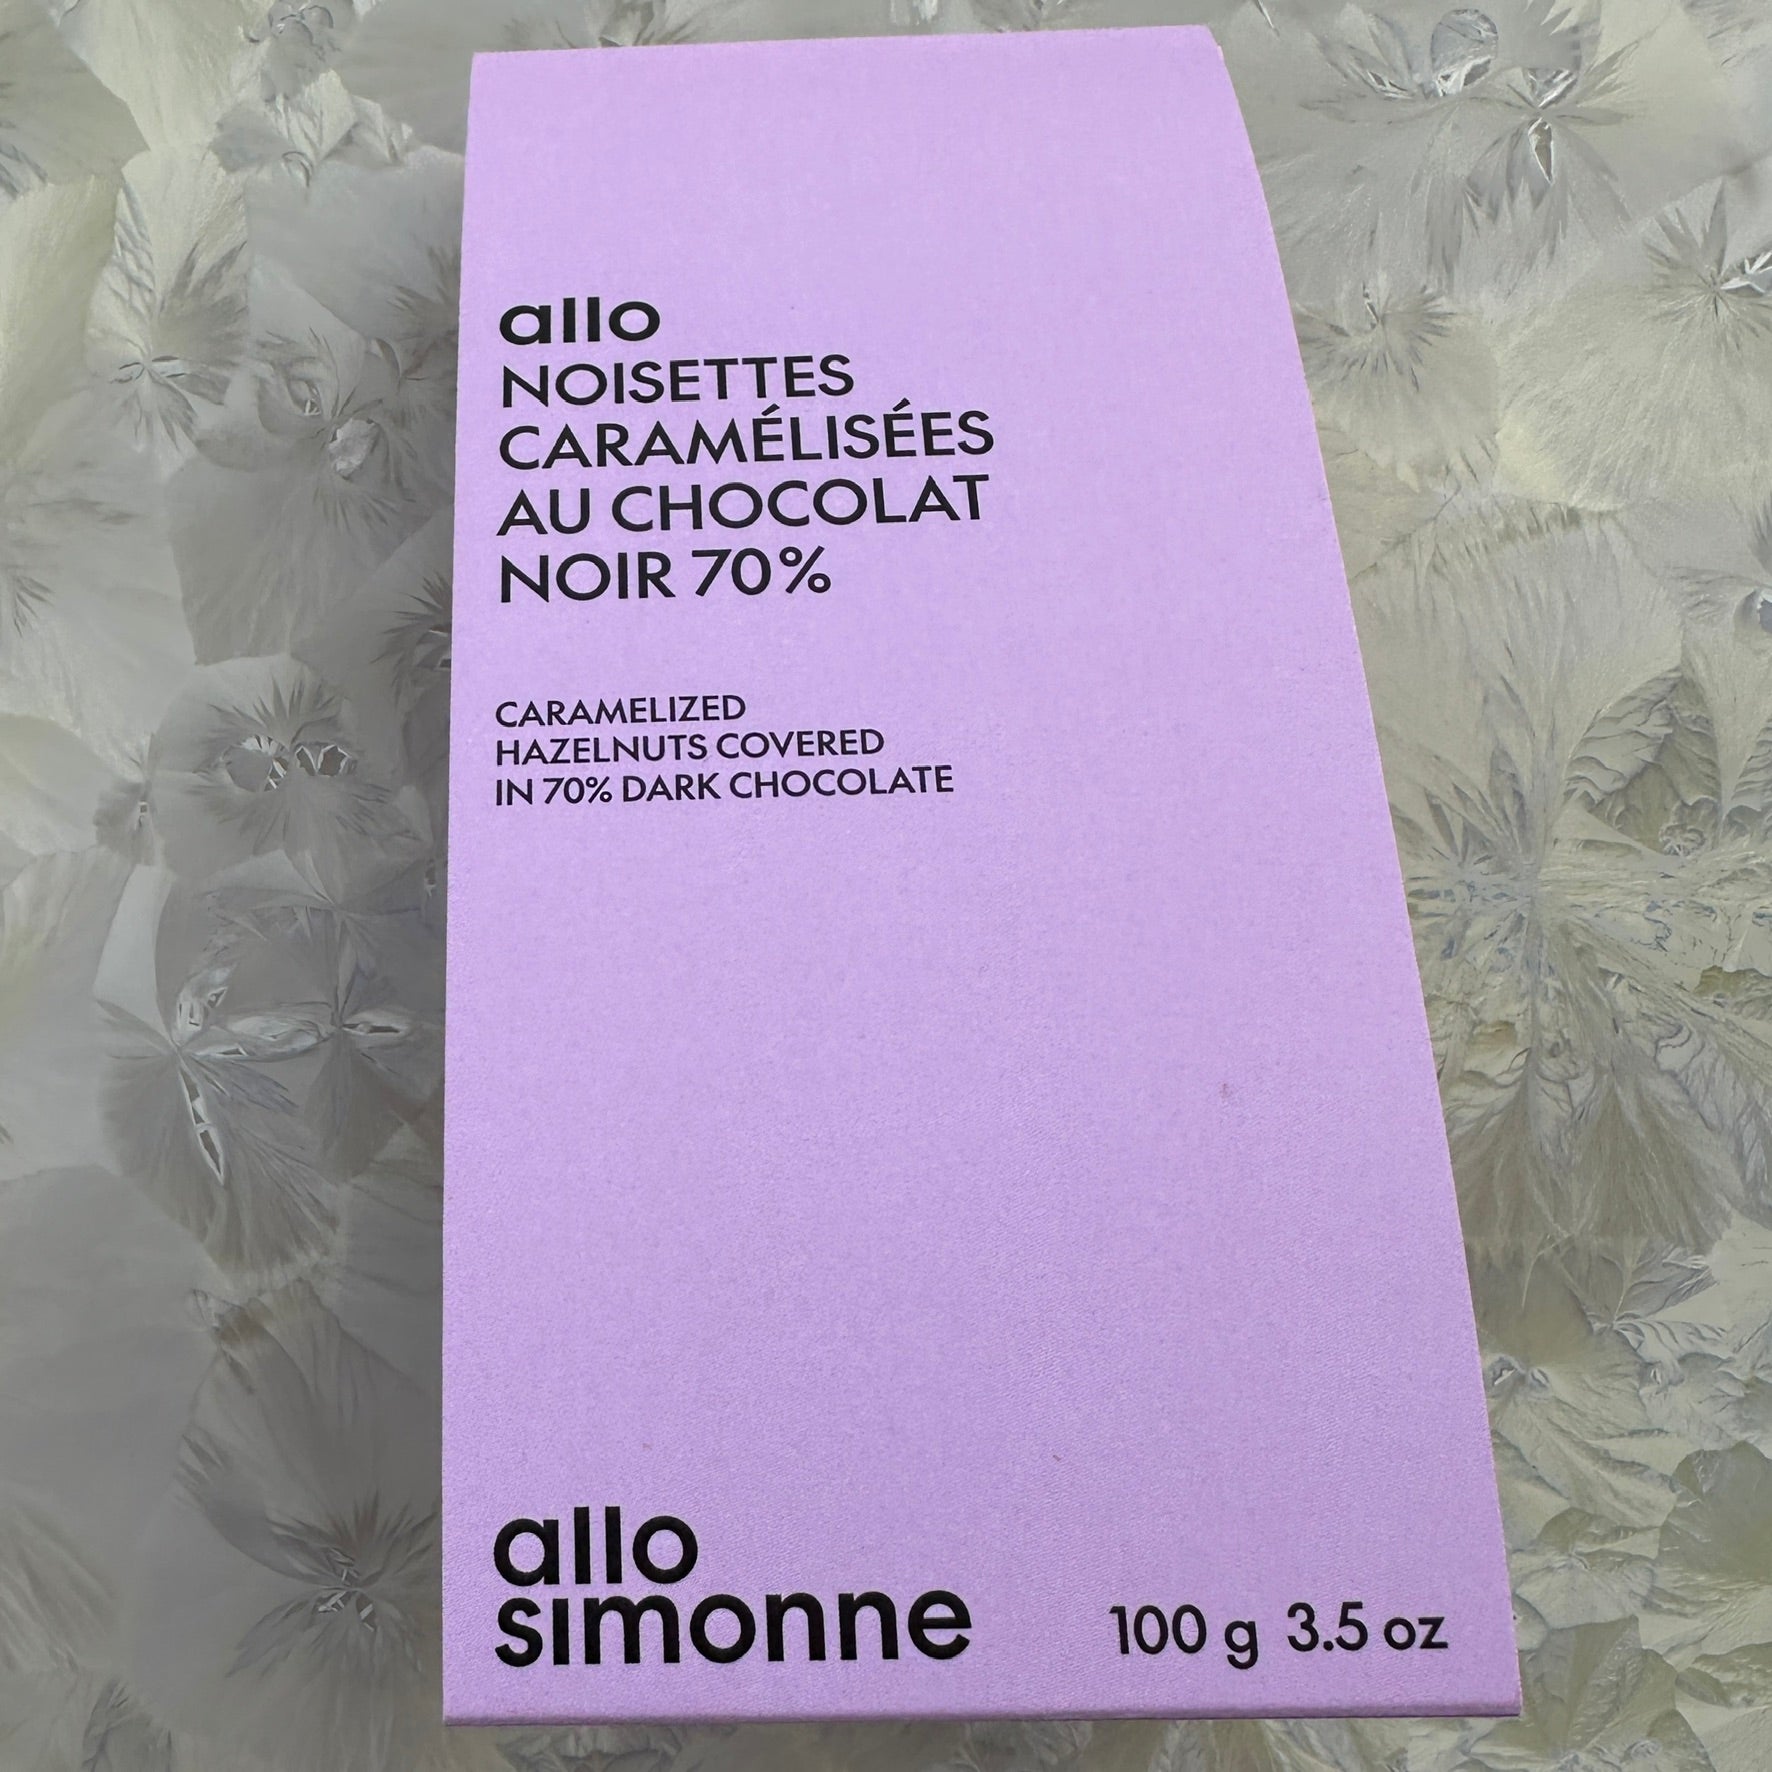 allo
NOISETTES
CARAMÉLISÉES
AU CHOCOLAT
NOIR 70%
CARAMELIZED
HAZELNUTS COVERED
IN 70% DARK CHOCOLATE
allo
simonne
100 g 3.5 oz